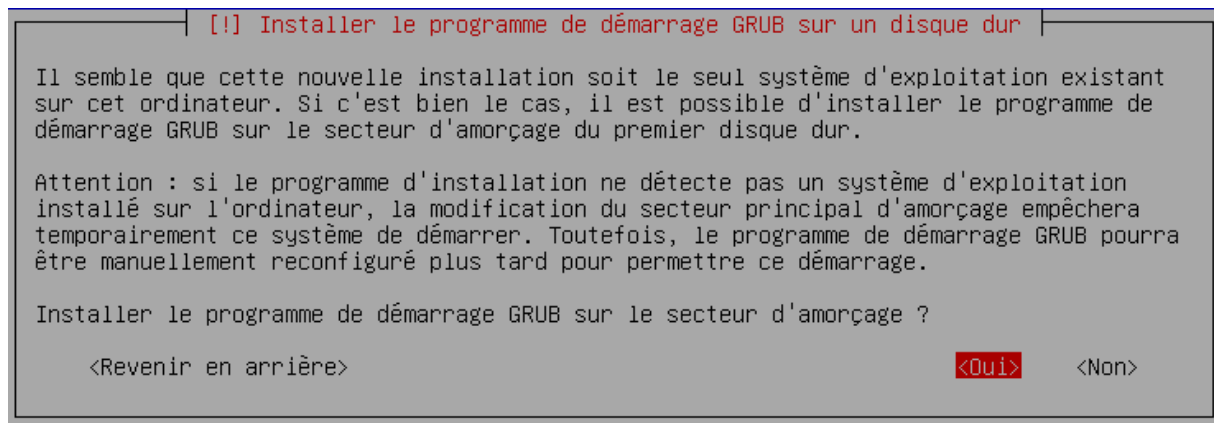 [!] Installer le programme de démarrage GRUB sur un disque dur
Il semble que cette nouvelle installation soit le seul système d'exploitation existant
sur cet ordinateur. Si c'est bien le cas, il est possible d'installer le programme de
démarrage GRUB sur le secteur d'amorçage du premier disque dur.
Attention : si le programme d'installation ne détecte pas un système d'exploitation
installé sur l'ordinateur, la modification du secteur principal d'amorçage empêchera
temporairement ce système de démarrer. Toutefois, le programme de démarrage GRUB pourra
être manuellement reconfiguré plus tard pour permettre ce démarrage.
Installer le programme de démarrage GRUB sur le secteur d'amorçage ?
<Revenir en arrière> <Oui> <Non>